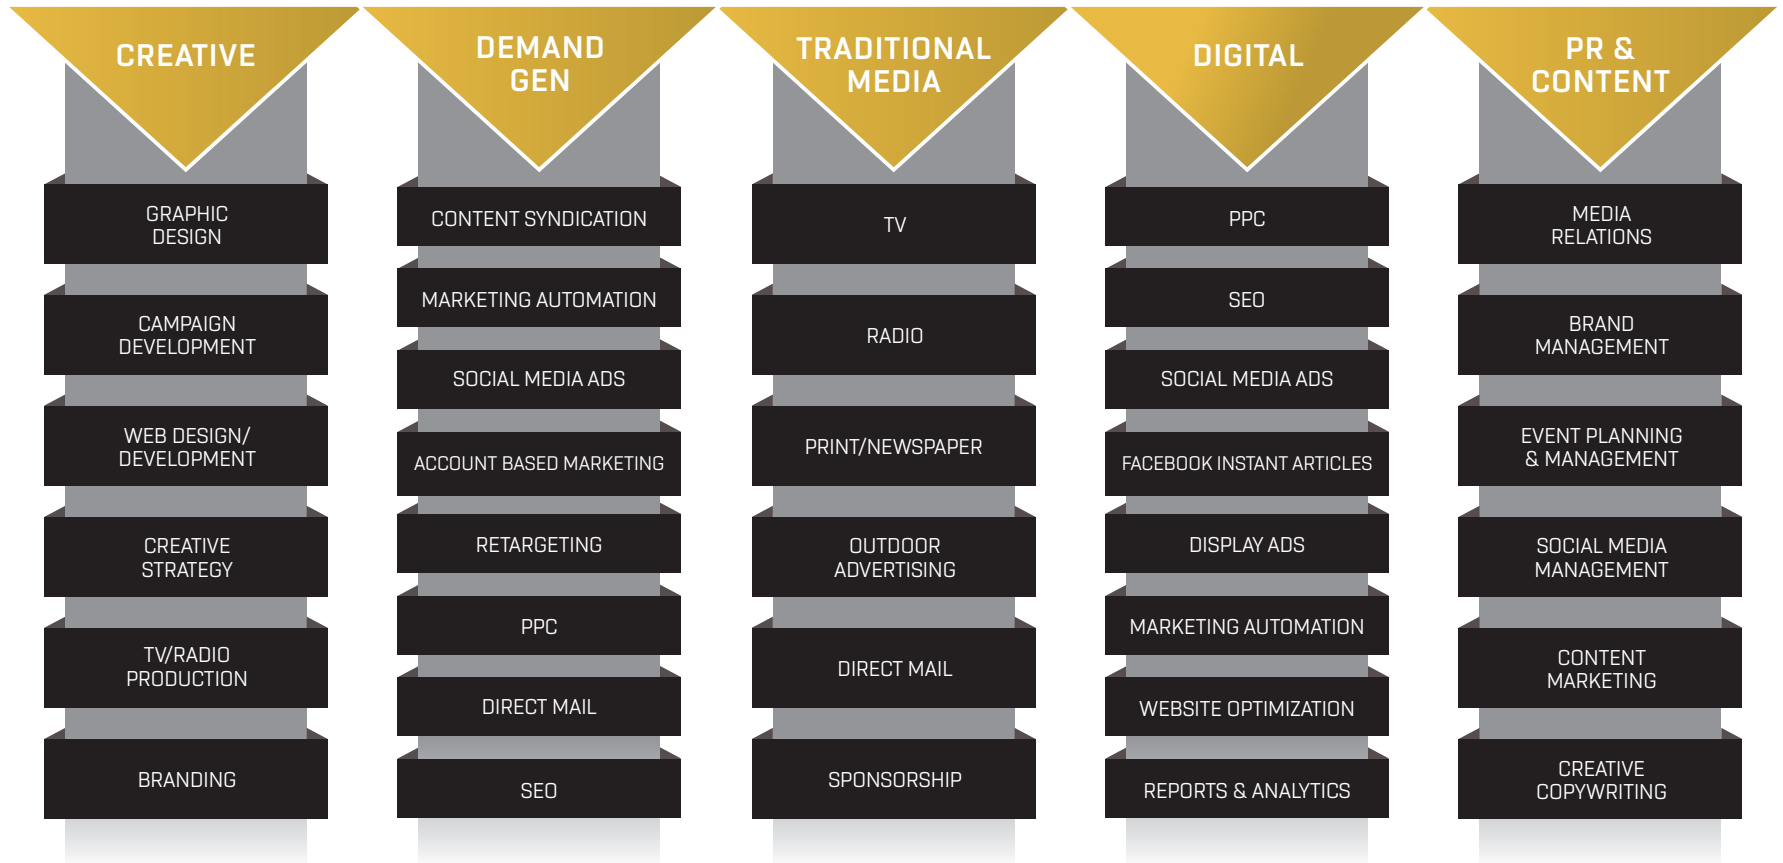 CREATIVE
GRAPHIC
DESIGN
CAMPAIGN
DEVELOPMENT
WEB DESIGN/
DEVELOPMENT
CREATIVE
STRATEGY
TV/RADIO
PRODUCTION
BRANDING
DEMAND
GEN
CONTENT SYNDICATION
MARKETING AUTOMATION
SOCIAL MEDIA ADS
ACCOUNT BASED MARKETING
RETARGETING
PPC
DIRECT MAIL
SEO
TRADITIONAL
MEDIA
TV
RADIO
PRINT/NEWSPAPER
OUTDOOR
ADVERTISING
DIRECT MAIL
SPONSORSHIP
DIGITAL
PPC
SEO
SOCIAL MEDIA ADS
FACEBOOK INSTANT ARTICLES
DISPLAY ADS
MARKETING AUTOMATION
WEBSITE OPTIMIZATION
REPORTS & ANALYTICS
PR &
CONTENT
MEDIA
RELATIONS
BRAND
MANAGEMENT
EVENT PLANNING
& MANAGEMENT
SOCIAL MEDIA
MANAGEMENT
CONTENT
MARKETING
CREATIVE
COPYWRITING